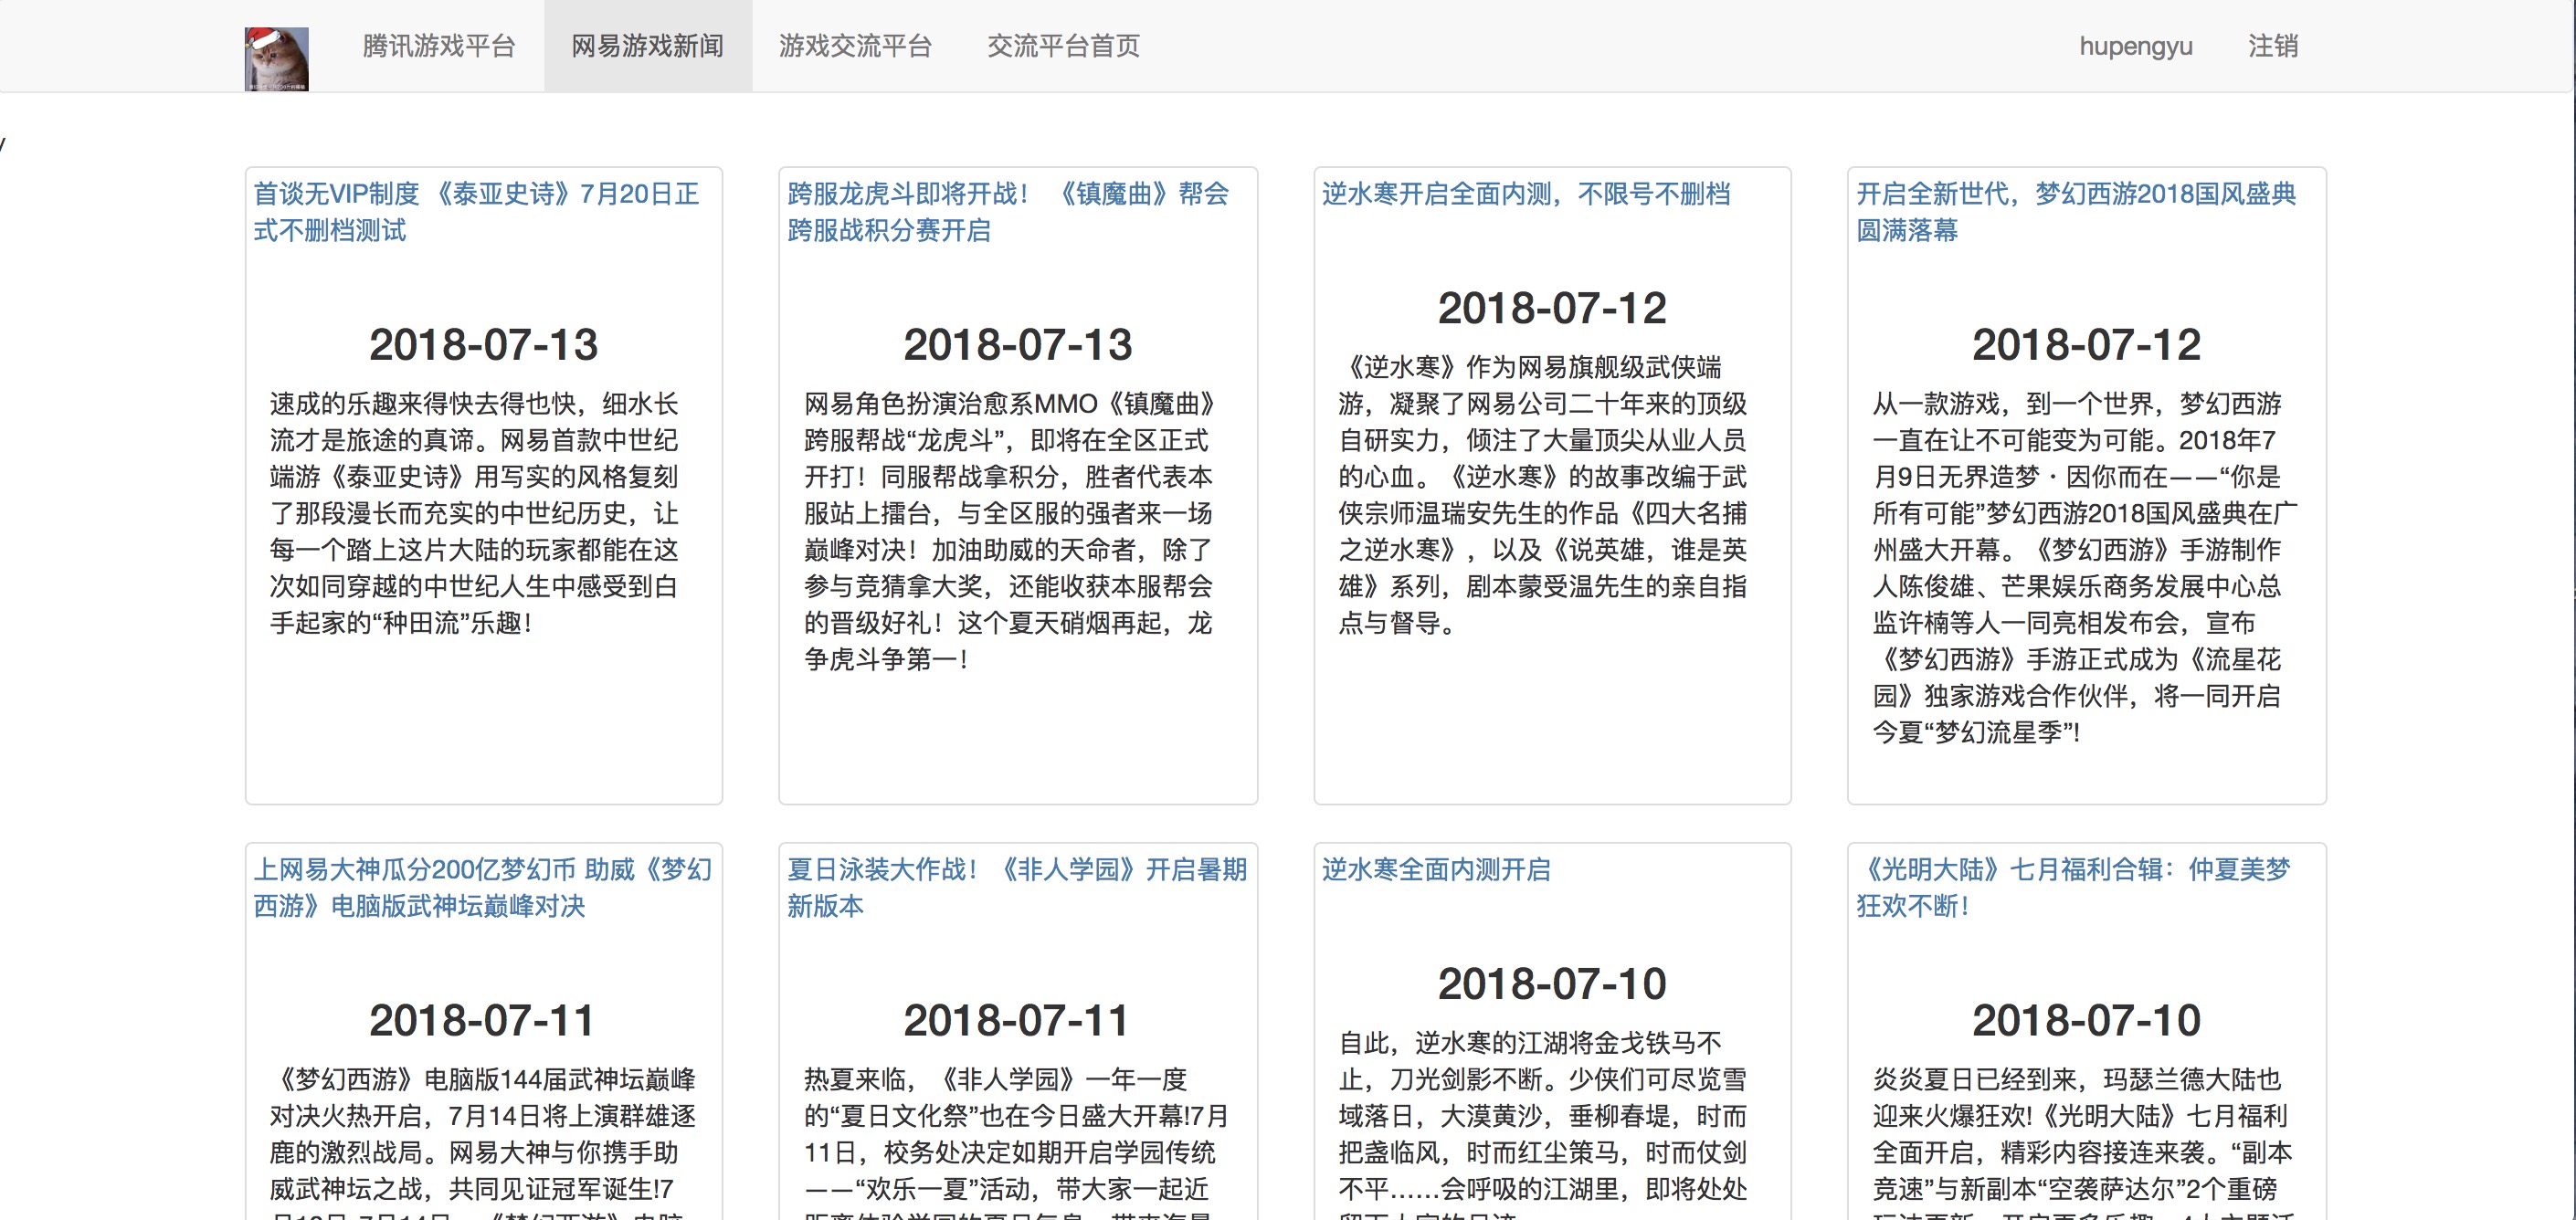 腾讯游戏平台 网易游戏新闻 游戏交流平台 交流平台首页 hupengyu 注销
首谈无VIP制度 《泰亚史诗》7月20日正
式不删档测试
2018-07-13
速成的乐趣来得快去得也快，细水长
流才是旅途的真谛。网易首款中世纪
端游《泰亚史诗》用写实的风格复刻
了那段漫长而充实的中世纪历史，让
每一个踏上这片大陆的玩家都能在这
次如同穿越的中世纪人生中感受到白
手起家的“种田流”乐趣！
跨服龙虎斗即将开战！ 《镇魔曲》帮会
跨服战积分赛开启
2018-07-13
网易角色扮演治愈系MMO《镇魔曲》
跨服帮战“龙虎斗”，即将在全区正式
开打！同服帮战拿积分，胜者代表本
服站上擂台，与全区服的强者来一场
巅峰对决！加油助威的天命者，除了
参与竞猜拿大奖，还能收获本服帮会
的晋级好礼！这个夏天硝烟再起，龙
争虎斗争第一！
逆水寒开启全面内测，不限号不删档
2018-07-12
《逆水寒》作为网易旗舰级武侠端
游，凝聚了网易公司二十年来的顶级
自研实力，倾注了大量顶尖从业人员
的心血。《逆水寒》的故事改编于武
侠宗师温瑞安先生的作品《四大名捕
之逆水寒》，以及《说英雄，谁是英
雄》系列，剧本蒙受温先生的亲自指
点与督导。
开启全新世代，梦幻西游2018国风盛典
圆满落幕
2018-07-12
从一款游戏，到一个世界，梦幻西游
一直在让不可能变为可能。2018年7
月9日无界造梦·因你而在——“你是
所有可能”梦幻西游2018国风盛典在广
州盛大开幕。《梦幻西游》手游制作
人陈俊雄、芒果娱乐商务发展中心总
监许楠等人一同亮相发布会，宣布
《梦幻西游》手游正式成为《流星花
园》独家游戏合作伙伴，将一同开启
今夏“梦幻流星季”!
上网易大神瓜分200亿梦幻币 助威《梦幻
西游》电脑版武神坛巅峰对决
2018-07-11
《梦幻西游》电脑版144届武神坛巅峰
对决火热开启，7月14日将上演群雄逐
鹿的激烈战局。网易大神与你携手助
威武神坛之战，共同见证冠军诞生!7
夏日泳装大作战！《非人学园》开启暑期
新版本
2018-07-11
热夏来临，《非人学园》一年一度
的“夏日文化祭”也在今日盛大开幕!7月
11日，校务处决定如期开启学园传统
——“欢乐一夏”活动，带大家一起近
逆水寒全面内测开启
2018-07-10
自此，逆水寒的江湖将金戈铁马不
止，刀光剑影不断。少侠们可尽览雪
域落日，大漠黄沙，垂柳春堤，时而
把盏临风，时而红尘策马，时而仗剑
不平……会呼吸的江湖里，即将处处
《光明大陆》七月福利合辑：仲夏美梦
狂欢不断！
2018-07-10
炎炎夏日已经到来，玛瑟兰德大陆也
迎来火爆狂欢!《光明大陆》七月福利
全面开启，精彩内容接连来袭。“副本
竞速”与新副本“空袭萨达尔”2个重磅